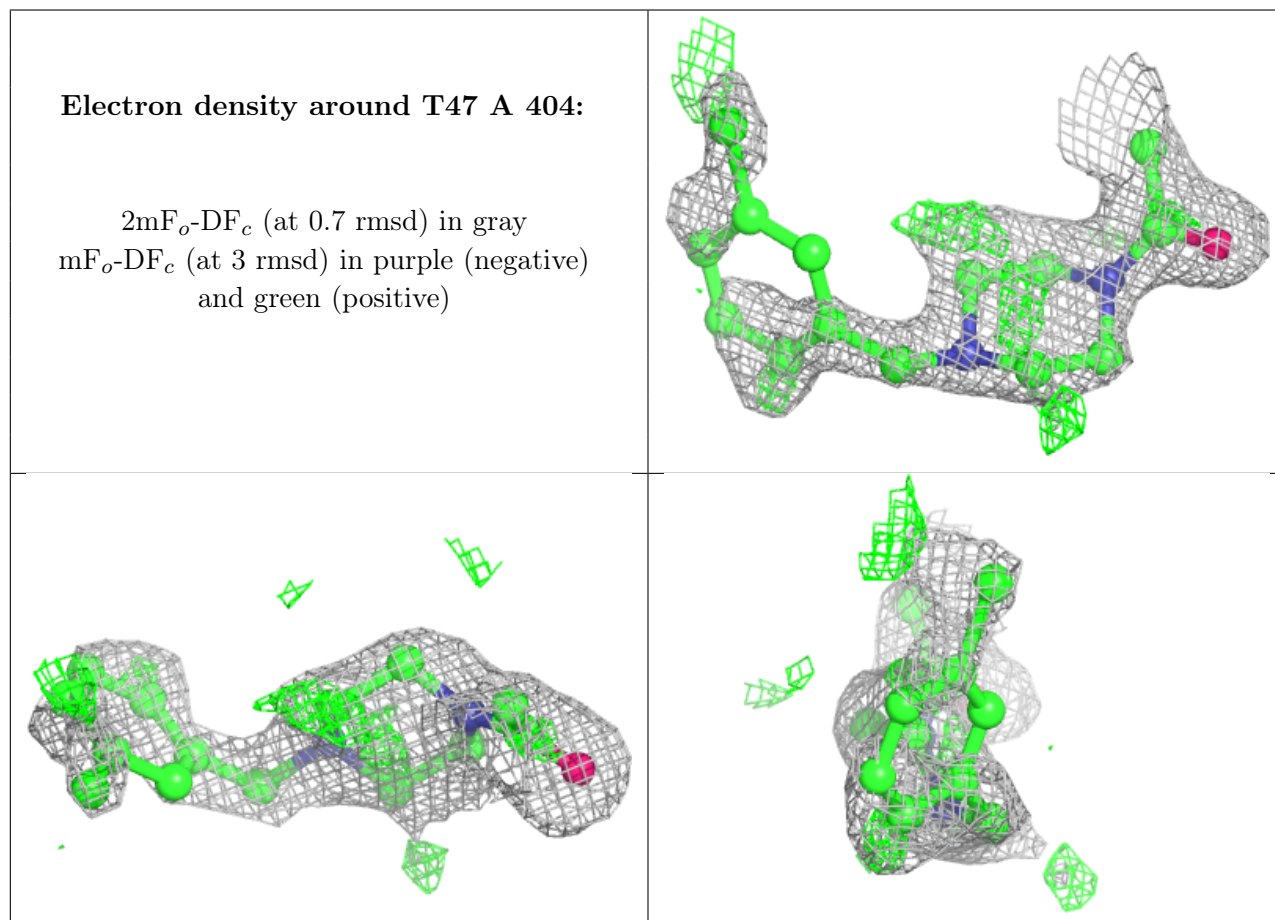 Electron density around T47 A 404:
2mFo-DFc (at 0.7 rmsd) in gray
mFo-DFc (at 3 rmsd) in purple (negative)
and green (positive)